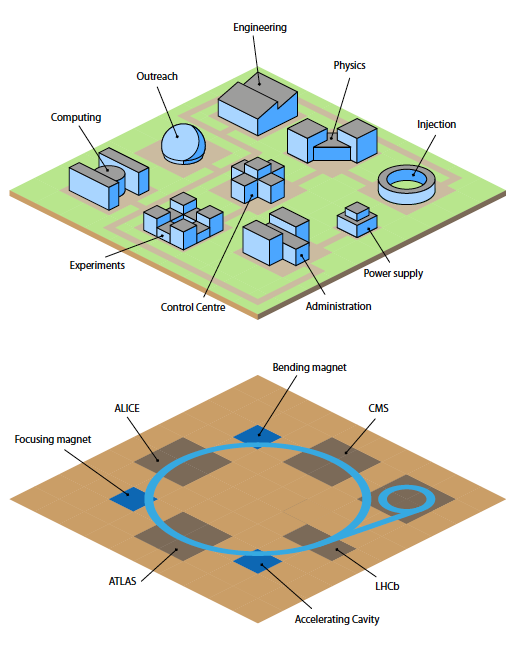 Engineering
Physics
Outreach
Computing
Injection
Experiments
Power supply
Control Centre
Administration
Bending magnet
ALICE
CMS
Focusing magnet
ATLAS
LHCb
Accelerating Cavity